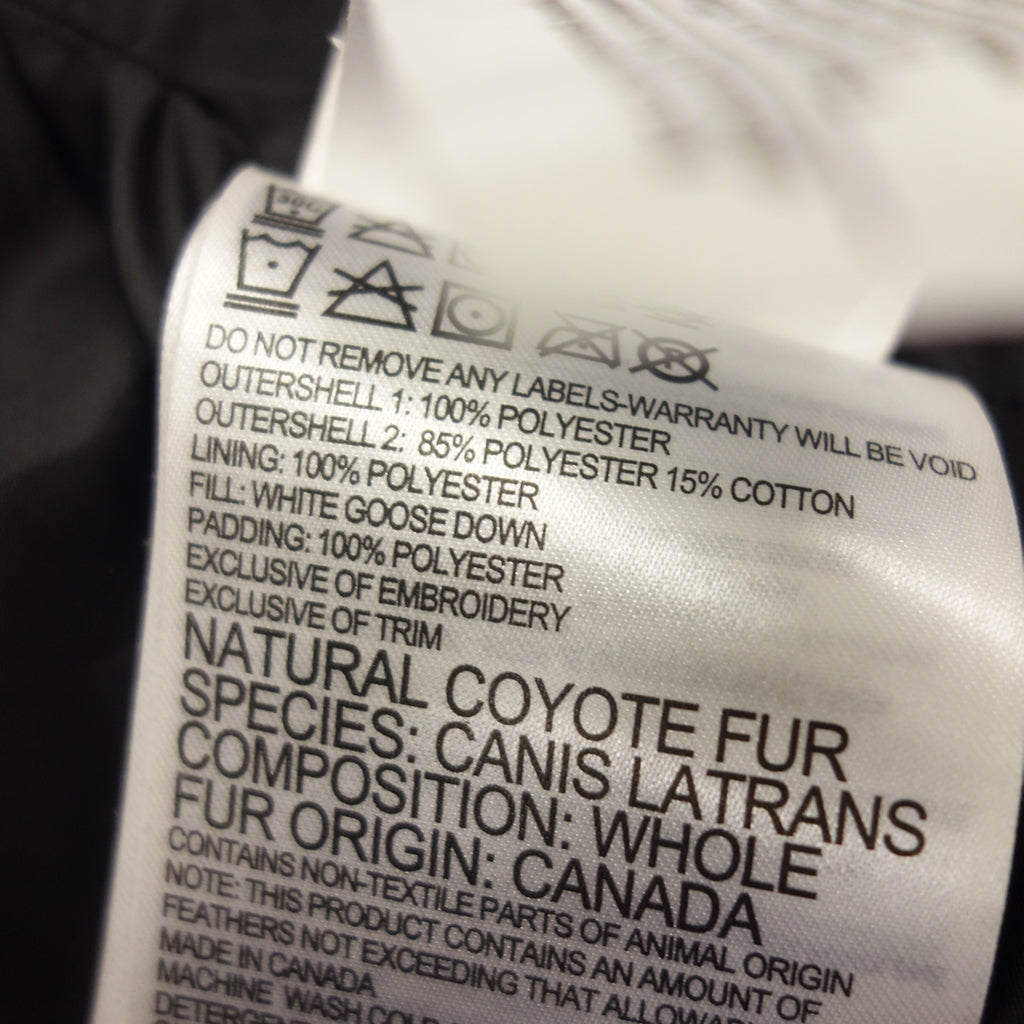 30C
DO NOT REMOVE ANY LABELS-WARRANTY WILL BE VOID
OUTERSHELL 1: 100% POLYESTER
OUTERSHELL 2: 85% POLYESTER 15% COTTON
LINING: 100% POLYESTER
FILL: WHITE GOOSE DOWN
PADDING: 100% POLYESTER
EXCLUSIVE OF EMBROIDERY
EXCLUSIVE OF TRIM
NATURAL COYOTE FUR
SPECIES: CANIS LATRANS
COMPOSITION: WHOLE
FUR ORIGIN: CANADA
CONTAINS NON-TEXTILE PARTS OF ANIMAL ORIGIN
NOTE: THIS PRODUCT CONTAINS AN AMOUNT OF
FEATHERS NOT EXCEEDING THAT
MADE IN CANADA
MACHINE WASH COLD